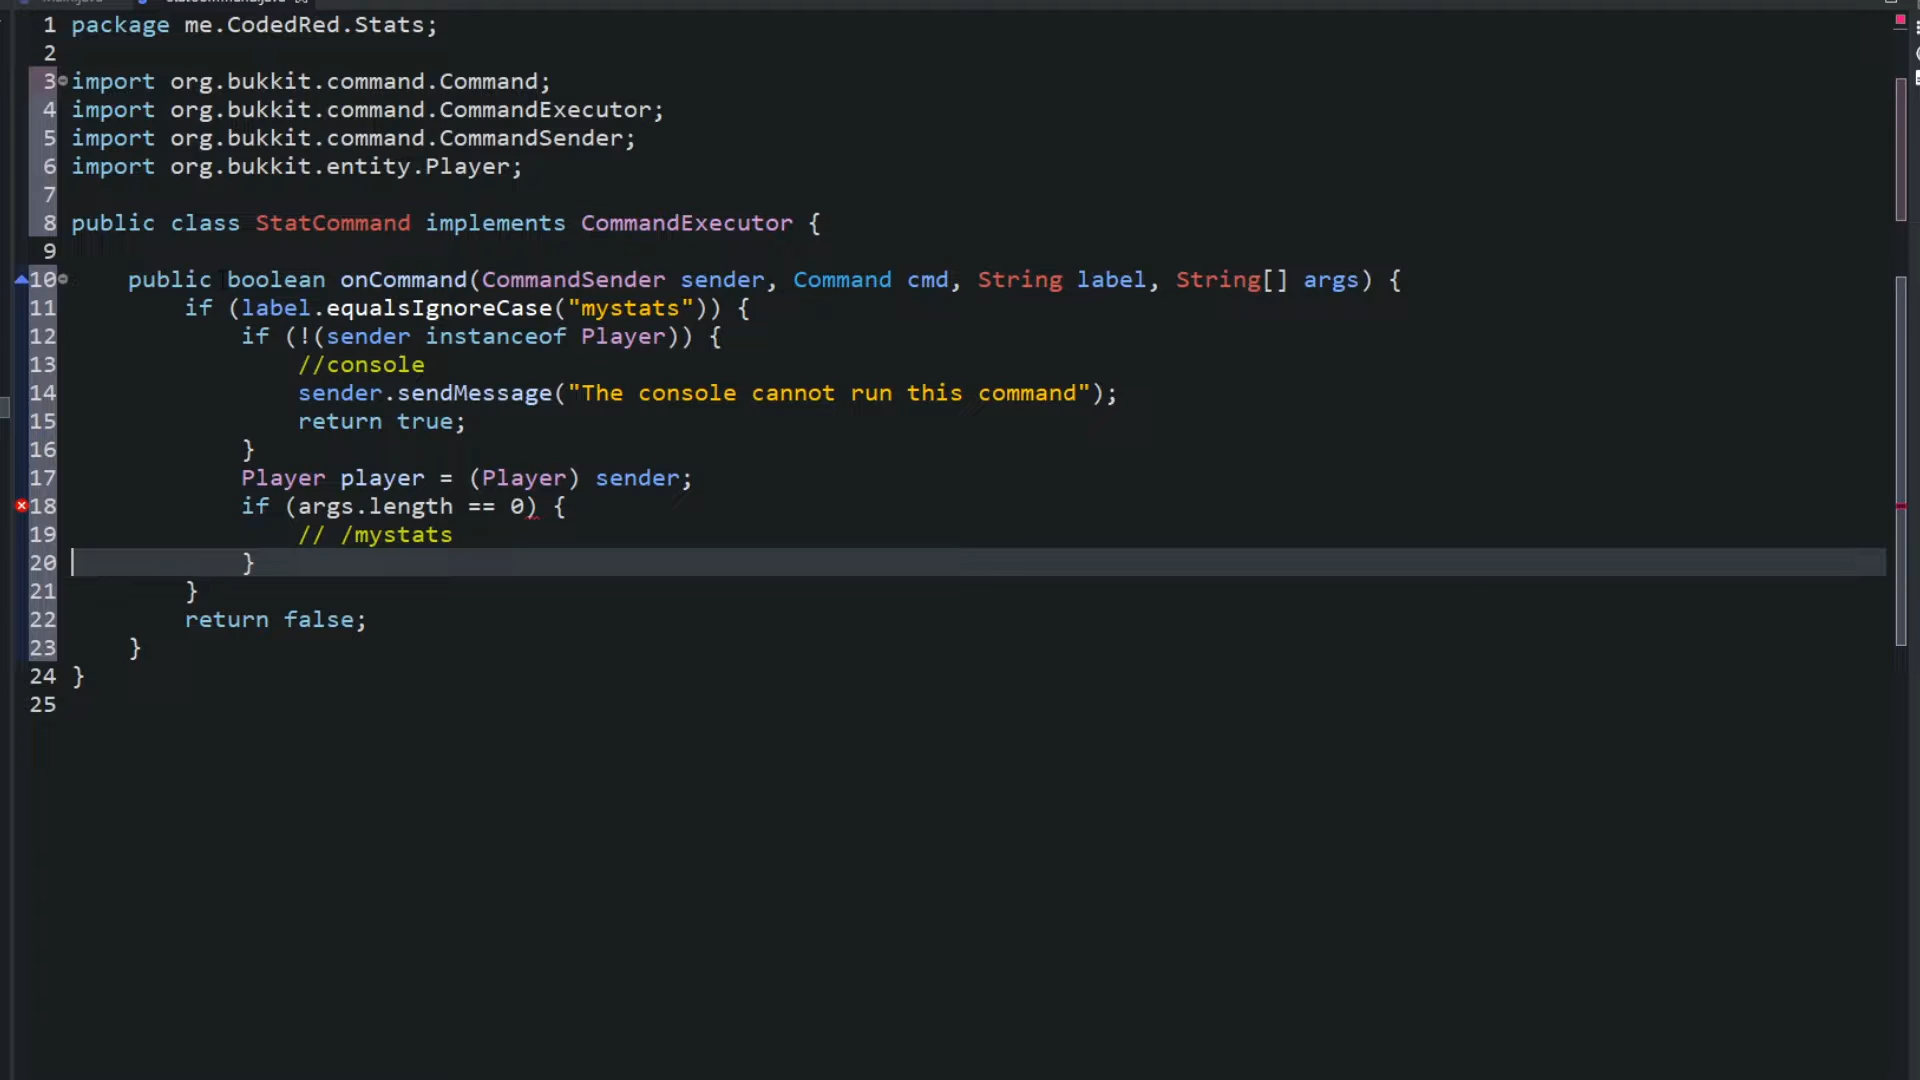 1 package me.CodedRed.Stats;
2
3 import org.bukkit.command.Command;
4 import org.bukkit.command.CommandExecutor;
5 import org.bukkit.command.CommandSender;
6 import org.bukkit.entity.Player;
7
8 public class StatCommand implements CommandExecutor {
9
10 public boolean onCommand(CommandSender sender, Command cmd, String label, String[] args) {
11 if (label.equalsIgnoreCase("mystats")) {
12 if (!(sender instanceof Player)) {
13 //console
14 sender.sendMessage("The console cannot run this command");
15 return true;
16 }
17 Player player = (Player) sender;
18 if (args.length == 0) {
19 // /mystats
20 }
21 }
22 return false;
23 }
24 }
25